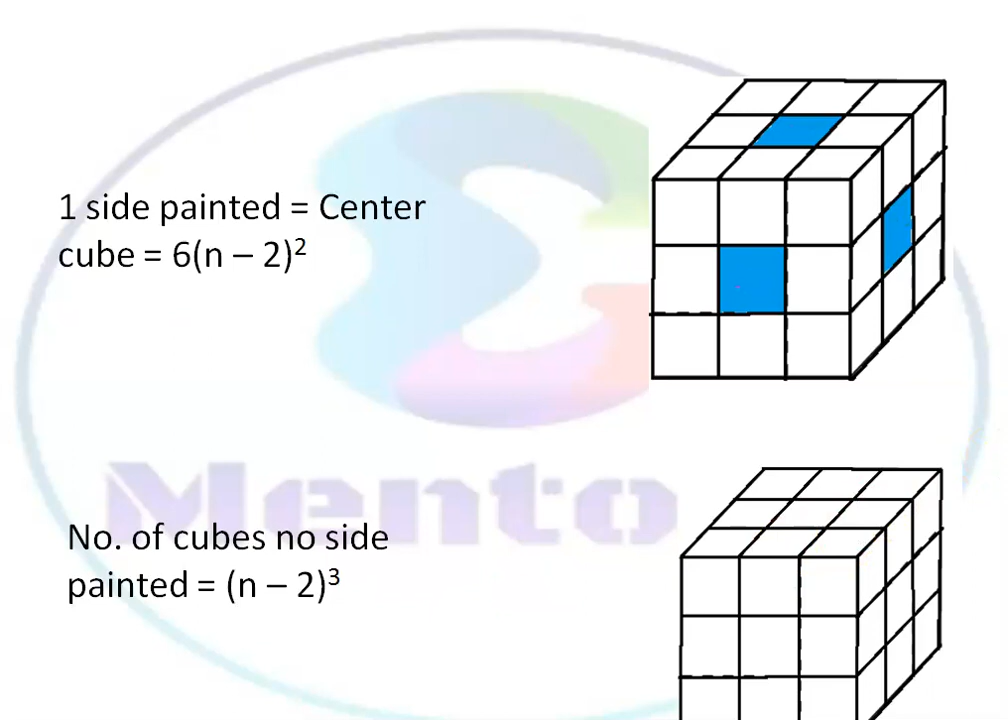 1 side painted = Center
cube = 6(n – 2)²
Mento
No. of cubes no side
painted = (n – 2)³